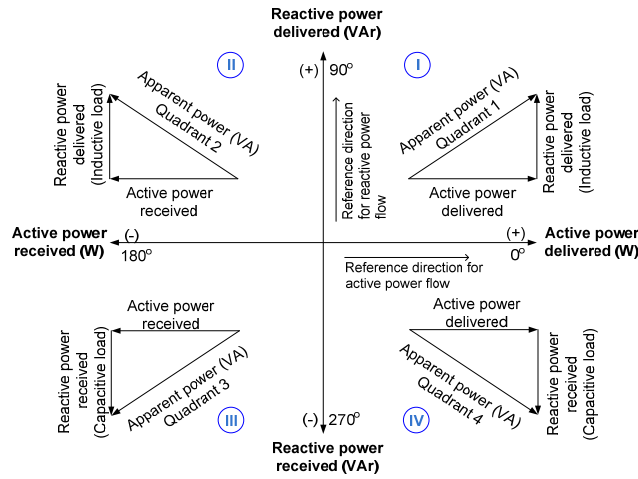 Reactive power
delivered (VAr)
II
I
(+)
90º
Apparent power (VA)
Quadrant 2
Reactive power
delivered
(Inductive load)
Active power
received
Reference direction
for reactive power
flow
Apparent power (VA)
Quadrant 1
Reactive power
delivered
(Inductive load)
Active power
delivered
Active power
received (W)
(-)
180º
(+)
0º
Active power
delivered (W)
Reference direction for
active power flow
Active power
received
Reactive power
received
(Capacitive load)
Apparent power (VA)
Quadrant 3
Active power
delivered
Apparent power (VA)
Quadrant 4
Reactive power
received
(Capacitive load)
III
(-)
270º
IV
Reactive power
received (VAr)